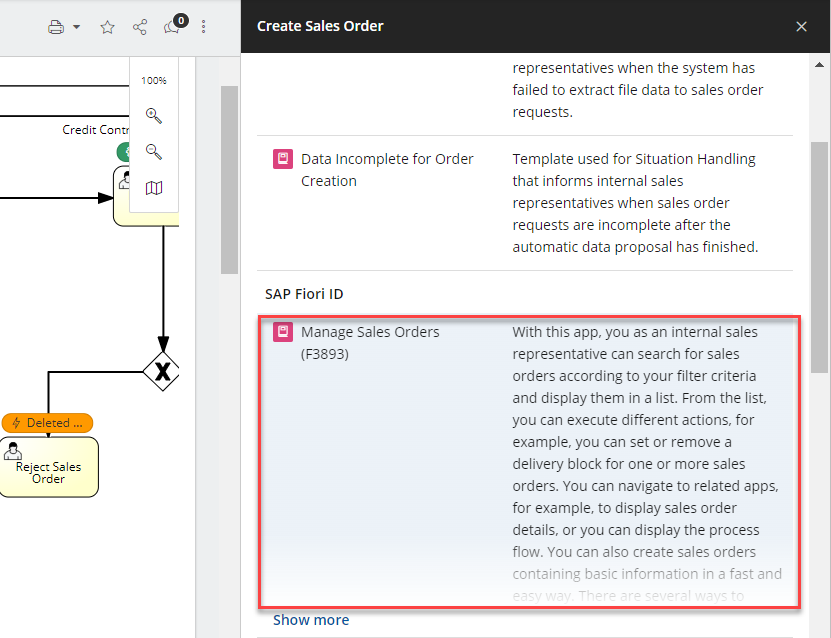 0
Create Sales Order
100%
Credit Contr
Deleted ...
Reject Sales
Order
representatives when the system has
failed to extract file data to sales order
requests.
Data Incomplete for Order
Creation
Template used for Situation Handling
that informs internal sales
representatives when sales order
requests are incomplete after the
automatic data proposal has finished.
SAP Fiori ID
Manage Sales Orders
(F3893)
With this app, you as an internal sales
representative can search for sales
orders according to your filter criteria
and display them in a list. From the list,
you can execute different actions, for
example, you can set or remove a
delivery block for one or more sales
orders. You can navigate to related apps,
for example, to display sales order
details, or you can display the process
flow. You can also create sales orders
containing basic information in a fast and
easy way. There are several ways to
Show more